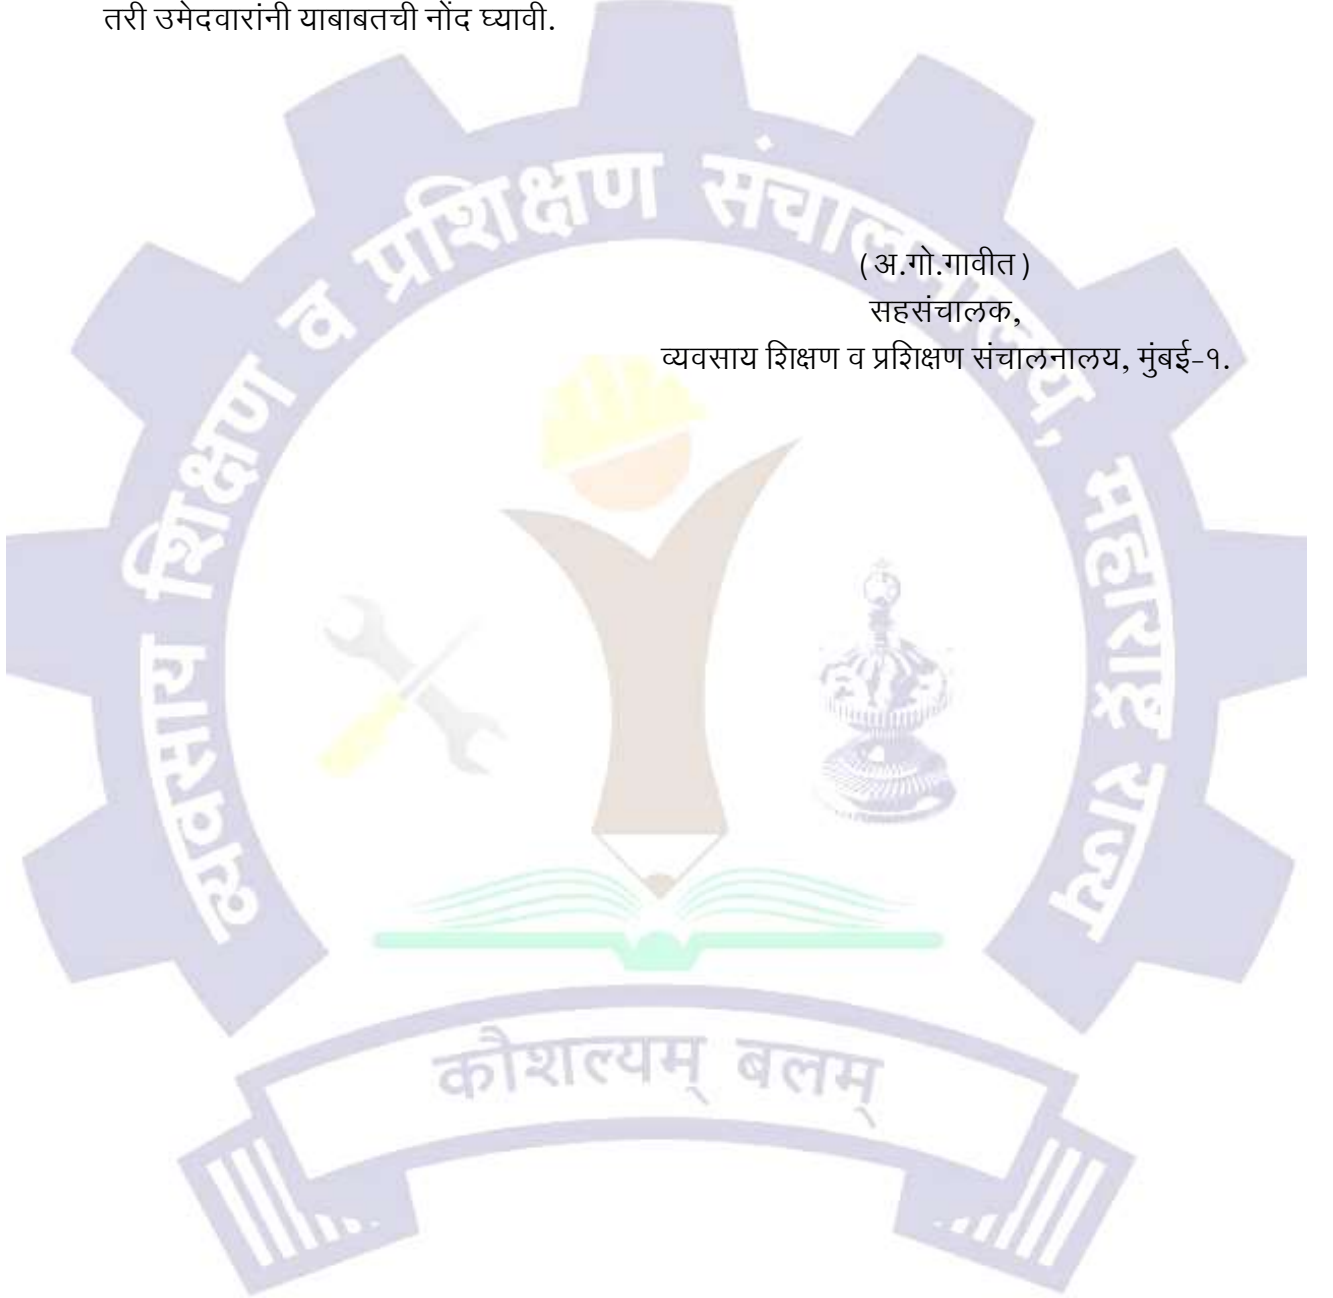 तरी उमेदवारांनी याबाबतची नोंद घ्यावी.
व्यवसाय शिक्षण व प्रशिक्षण संचालनालय, महाराष्ट्र राज्य
(अ.गो.गावीत)
सहसंचालक,
व्यवसाय शिक्षण व प्रशिक्षण संचालनालय, मुंबई-१.
कौशल्यम् बलम्